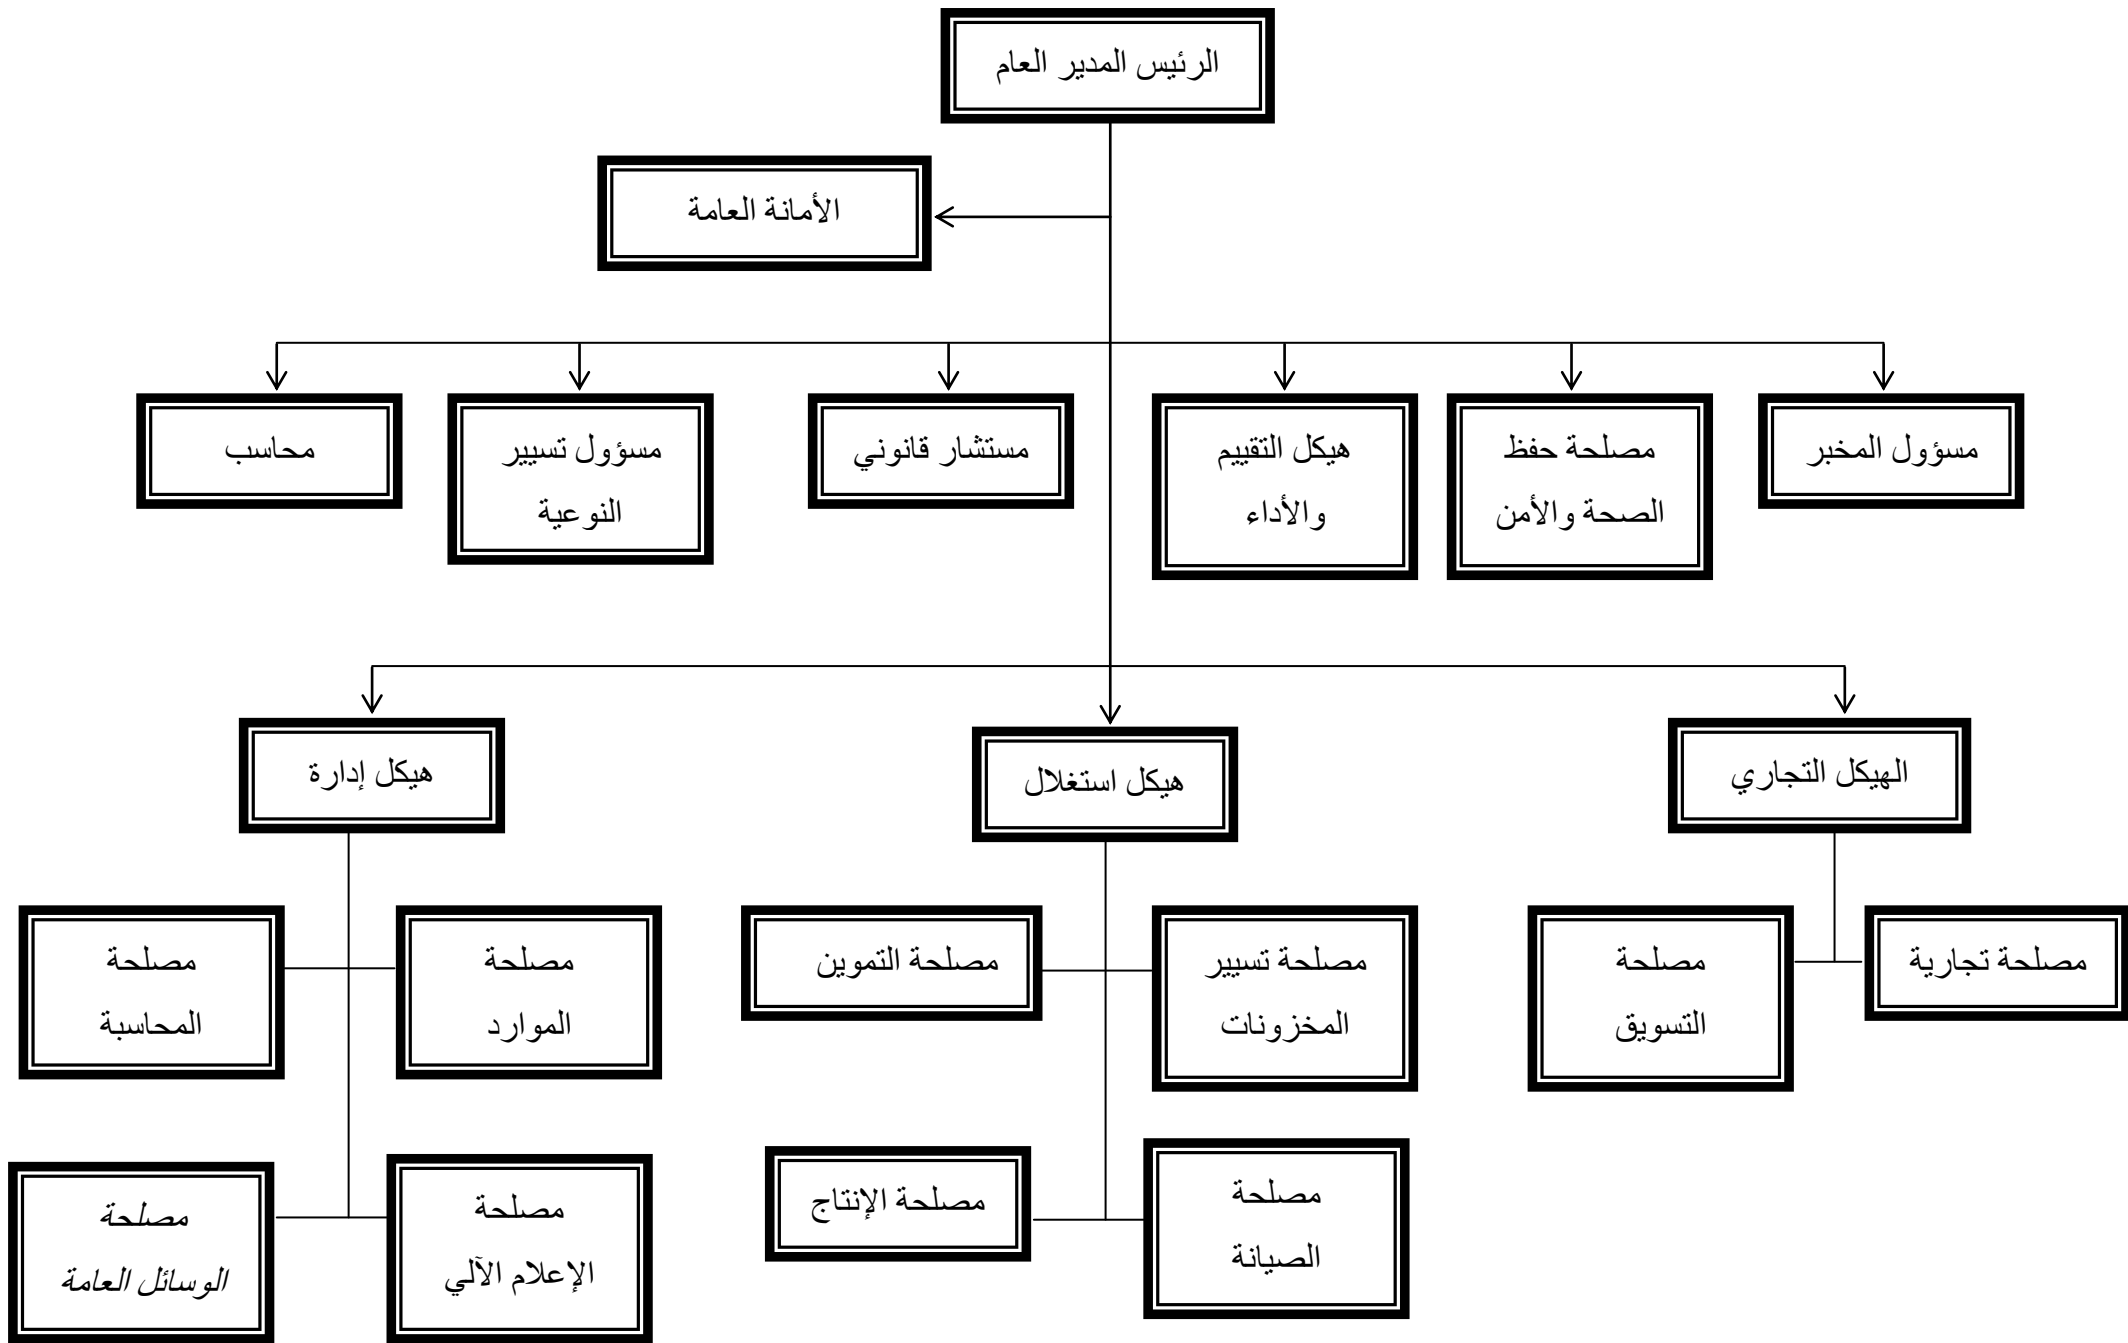 الرئيس المدير العام
الأمانة العامة
مسؤول المخبر
مصلحة حفظ
الصحة والأمن
هيكل التقييم
والأداء
مستشار قانوني
مسؤول تسيير
النوعية
محاسب
الهيكل التجاري
هيكل استغلال
هيكل إدارة
مصلحة تجارية
مصلحة
التسويق
مصلحة تسيير
المخزونات
مصلحة التموين
مصلحة
الموارد
مصلحة
المحاسبة
مصلحة
الصيانة
مصلحة الإنتاج
مصلحة
الإعلام الآلي
مصلحة
الوسائل العامة